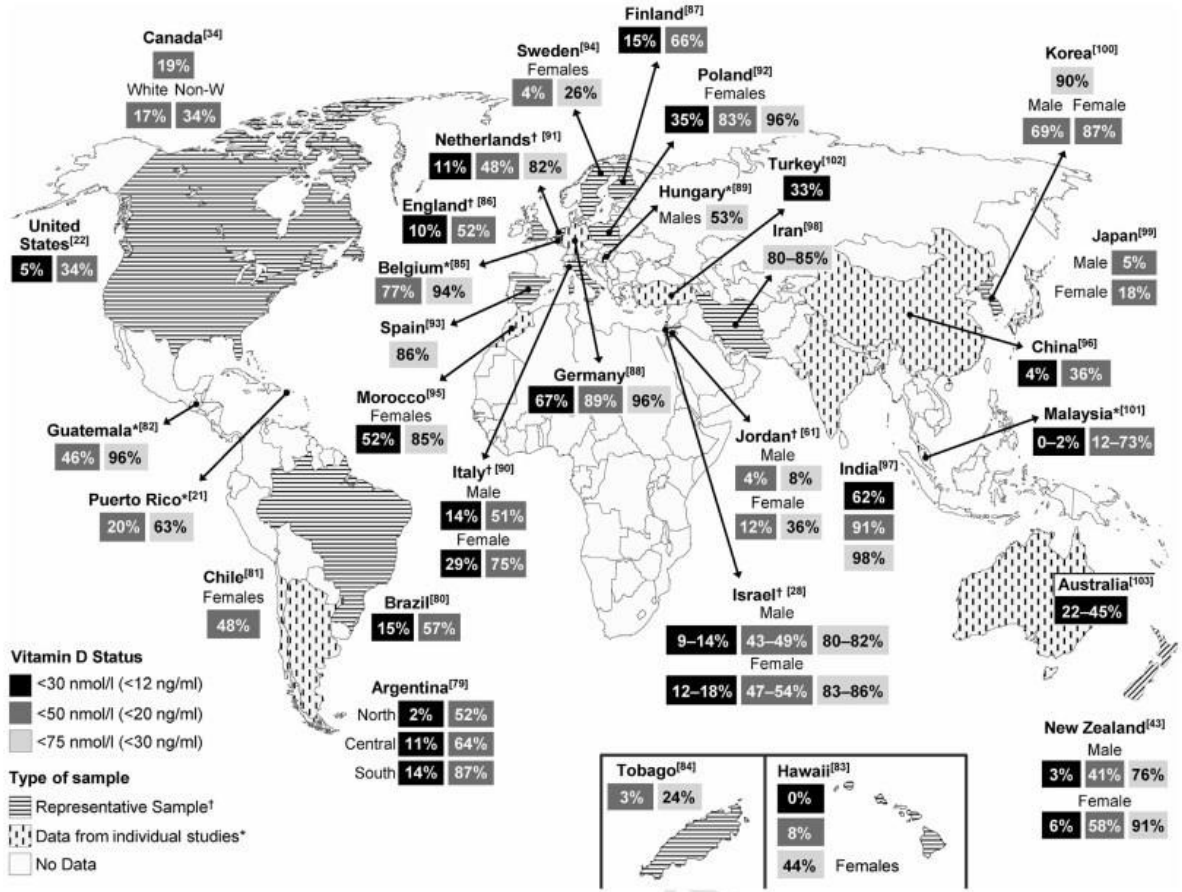 Canada[34]
19%
White Non-W
17% 34%
United
States[22]
5% 34%
Guatemala*[82]
46% 96%
Puerto Rico*[21]
20% 63%
Chile[81]
Females
48%
Brazil[80]
15% 57%
Argentina[79]
North 2% 52%
Central 11% 64%
South 14% 87%
Finland[87]
15% 66%
Sweden[94]
Females
4% 26%
Poland[92]
Females
35% 83% 96%
Netherlands† [91]
11% 48% 82%
England† [86]
10% 52%
Belgium*[85]
77% 94%
Spain[93]
86%
Morocco[95]
Females
52% 85%
Italy† [90]
Male
14% 51%
Female
29% 75%
Germany[88]
67% 89% 96%
Hungary*[89]
Males 53%
Turkey[102]
33%
Iran[98]
80–85%
Jordan† [61]
Male
4% 8%
Female
12% 36%
Israel† [28]
Male
9–14% 43–49% 80–82%
Female
12–18% 47–54% 83–86%
India[97]
62%
91%
98%
Korea[100]
90%
Male Female
69% 87%
Japan[99]
Male 5%
Female 18%
China[96]
4% 36%
Malaysia*[101]
0–2% 12–73%
Australia[103]
22–45%
New Zealand[43]
Male
3% 41% 76%
Female
6% 58% 91%
Tobago[84]
3% 24%
Hawaii[83]
0%
8%
44% Females
Vitamin D Status
<30 nmol/l (<12 ng/ml)
<50 nmol/l (<20 ng/ml)
<75 nmol/l (<30 ng/ml)
Type of sample
Representative Sample†
Data from individual studies*
No Data